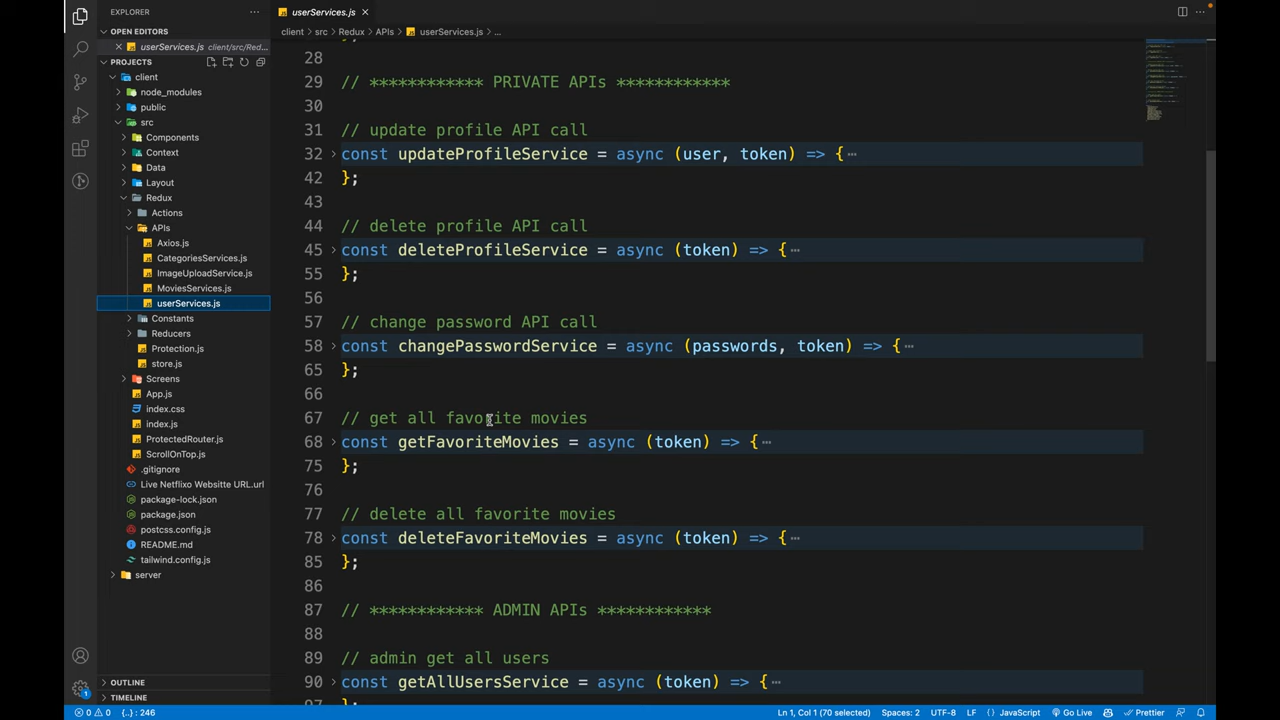 EXPLORER
···
OPEN EDITORS
userServices.js client/src/Red...
PROJECTS
client
node_modules
public
src
Components
Context
Data
Layout
Redux
Actions
APIs
Axios.js
CategoriesServices.js
ImageUploadService.js
MoviesServices.js
userServices.js
Constants
Reducers
Protection.js
store.js
Screens
App.js
index.css
index.js
ProtectedRouter.js
ScrollOnTop.js
.gitignore
Live Netflixo Websitte URL.url
package-lock.json
package.json
postcss.config.js
README.md
tailwind.config.js
server
OUTLINE
TIMELINE
userServices.js
client > src > Redux > APIs > userServices.js > ...
28
29 // ************ PRIVATE APIs ************
30
31 // update profile API call
32 const updateProfileService = async (user, token) => {···
42 };
43
44 // delete profile API call
45 const deleteProfileService = async (token) => {···
55 };
56
57 // change password API call
58 const changePasswordService = async (passwords, token) => {···
65 };
66
67 // get all favorite movies
68 const getFavoriteMovies = async (token) => {···
75 };
76
77 // delete all favorite movies
78 const deleteFavoriteMovies = async (token) => {···
85 };
86
87 // ************ ADMIN APIs ************
88
89 // admin get all users
90 const getAllUsersService = async (token) => {···
97 };
0 0 {..} : 246 Ln 1, Col 1 (70 selected) Spaces: 2 UTF-8 LF {} JavaScript Go Live Prettier